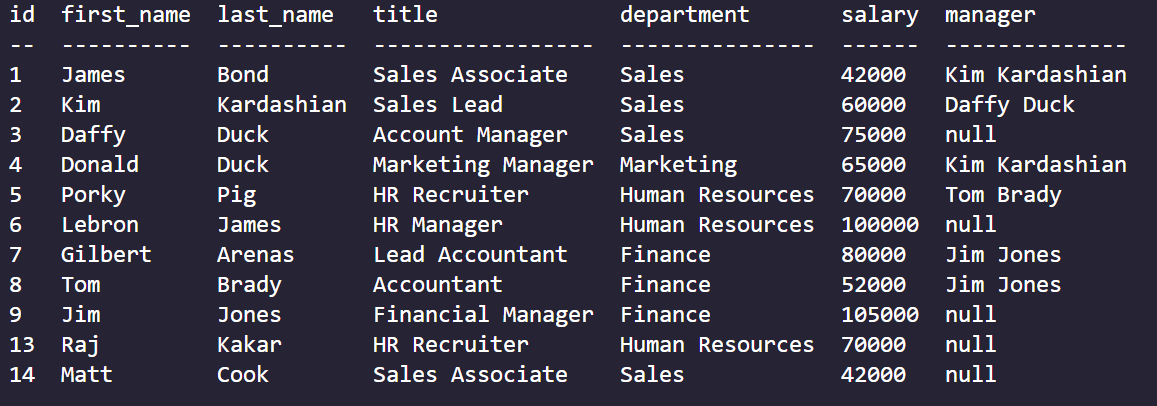 id  first_name  last_name   title              department       salary  manager
--  ----------  ----------  -----------------  ---------------  ------  --------------
1   James       Bond        Sales Associate    Sales            42000   Kim Kardashian
2   Kim         Kardashian  Sales Lead         Sales            60000   Daffy Duck
3   Daffy       Duck        Account Manager    Sales            75000   null
4   Donald      Duck        Marketing Manager  Marketing        65000   Kim Kardashian
5   Porky       Pig         HR Recruiter       Human Resources  70000   Tom Brady
6   Lebron      James       HR Manager         Human Resources  100000  null
7   Gilbert     Arenas      Lead Accountant    Finance          80000   Jim Jones
8   Tom         Brady       Accountant         Finance          52000   Jim Jones
9   Jim         Jones       Financial Manager  Finance          105000  null
13  Raj         Kakar       HR Recruiter       Human Resources  70000   null
14  Matt        Cook        Sales Associate    Sales            42000   null